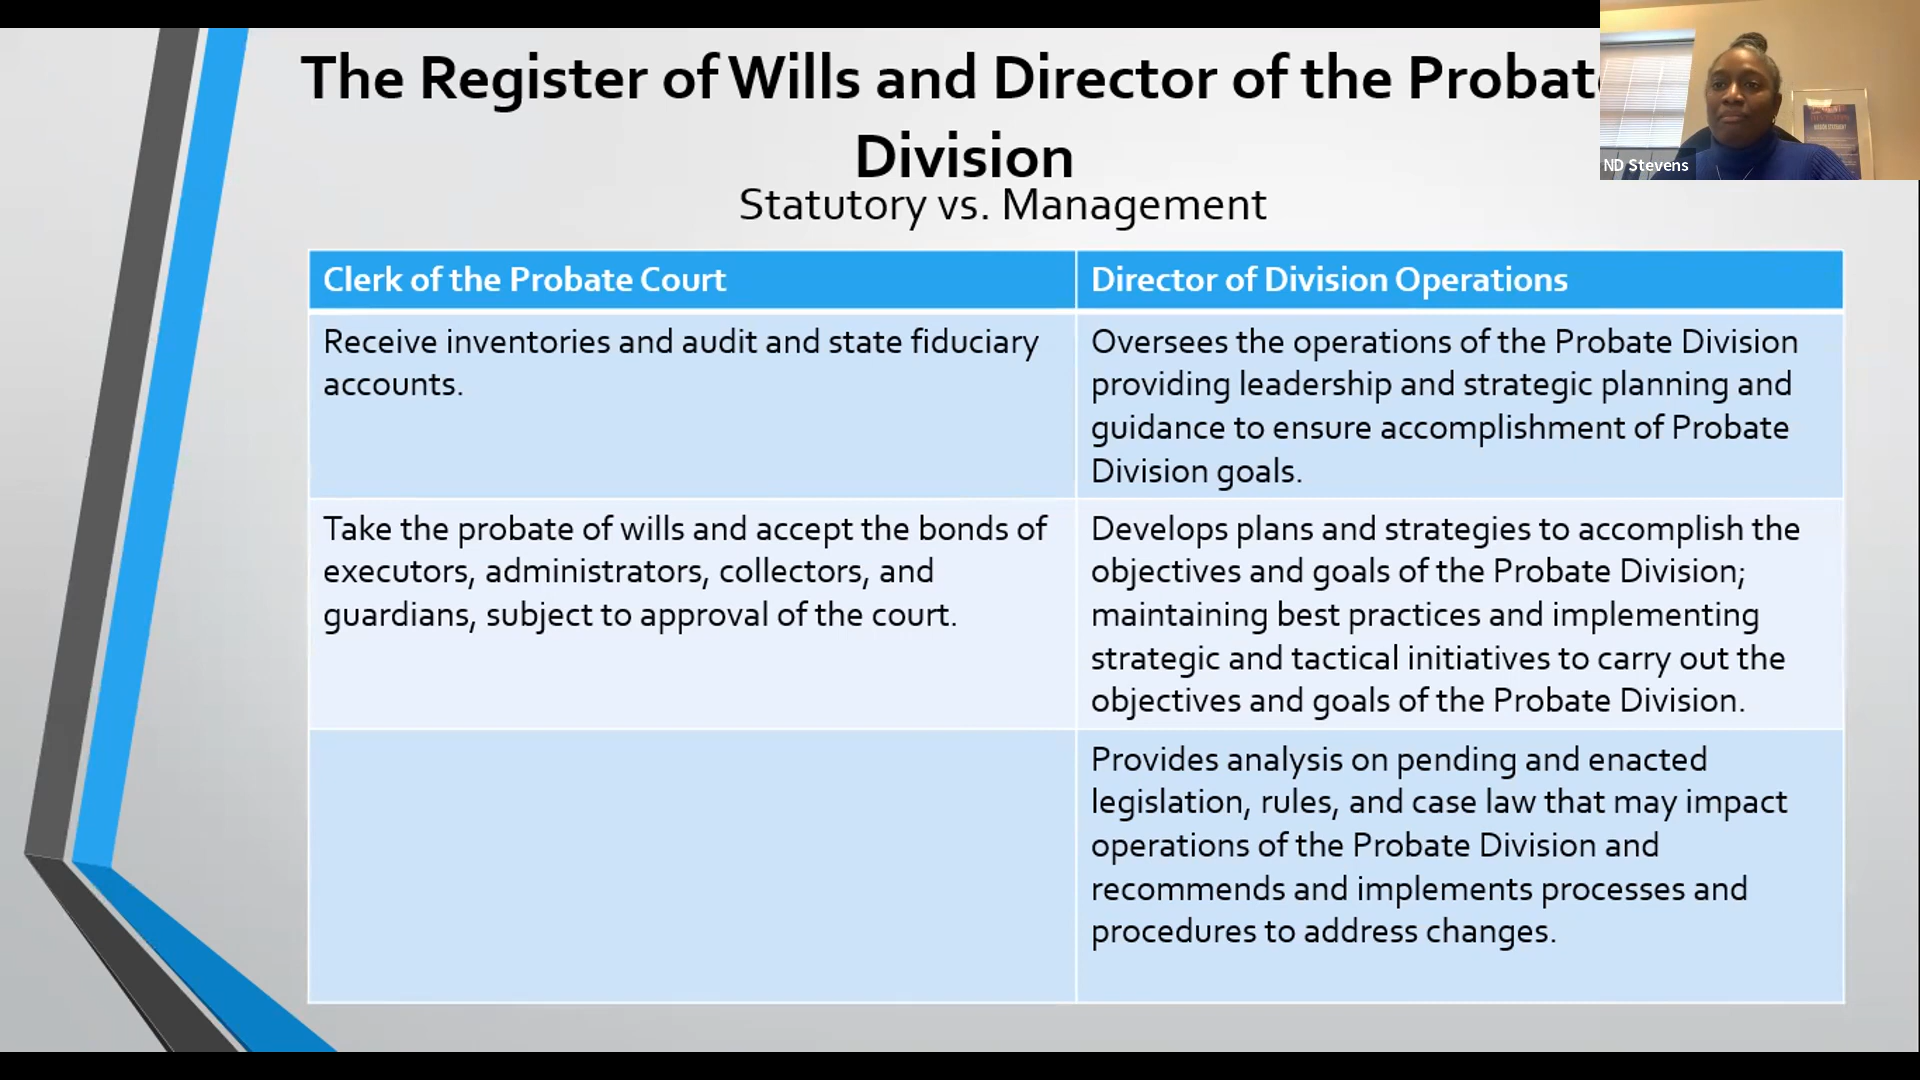 The Register of Wills and Director of the Probate
Division
Statutory vs. Management
ND Stevens
Clerk of the Probate Court
Director of Division Operations
Receive inventories and audit and state fiduciary
accounts.
Oversees the operations of the Probate Division
providing leadership and strategic planning and
guidance to ensure accomplishment of Probate
Division goals.
Take the probate of wills and accept the bonds of
executors, administrators, collectors, and
guardians, subject to approval of the court.
Develops plans and strategies to accomplish the
objectives and goals of the Probate Division;
maintaining best practices and implementing
strategic and tactical initiatives to carry out the
objectives and goals of the Probate Division.
Provides analysis on pending and enacted
legislation, rules, and case law that may impact
operations of the Probate Division and
recommends and implements processes and
procedures to address changes.